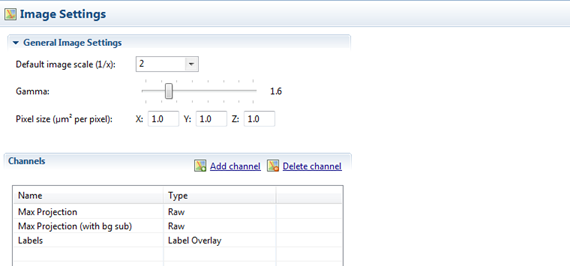 Image Settings
General Image Settings
Default image scale (1/x): 2
Gamma: 1.6
Pixel size (µm² per pixel): X: 1.0 Y: 1.0 Z: 1.0
Channels Add channel Delete channel
Name Type
Max Projection Raw
Max Projection (with bg sub) Raw
Labels Label Overlay